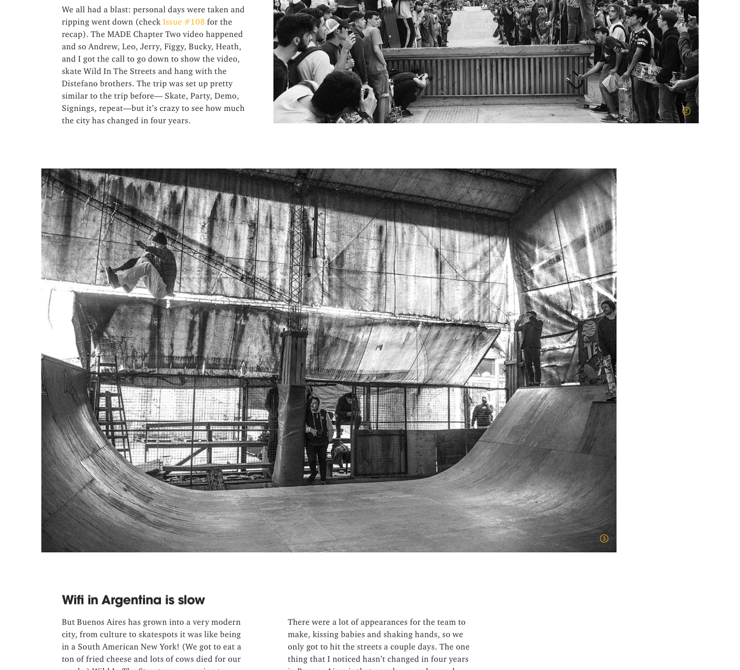 We all had a blast: personal days were taken and
ripping went down (check Issue #108 for the
recap). The MADE Chapter Two video happened
and so Andrew, Leo, Jerry, Figgy, Bucky, Heath,
and I got the call to go down to show the video,
skate Wild In The Streets and hang with the
Distefano brothers. The trip was set up pretty
similar to the trip before— Skate, Party, Demo,
Signings, repeat—but it's crazy to see how much
the city has changed in four years.
Wifi in Argentina is slow
But Buenos Aires has grown into a very modern
city, from culture to skatespots it was like being
in a South American New York! (We got to eat a
ton of fried cheese and lots of cows died for our
There were a lot of appearances for the team to
make, kissing babies and shaking hands, so we
only got to hit the streets a couple days. The one
thing that I noticed hasn't changed in four years